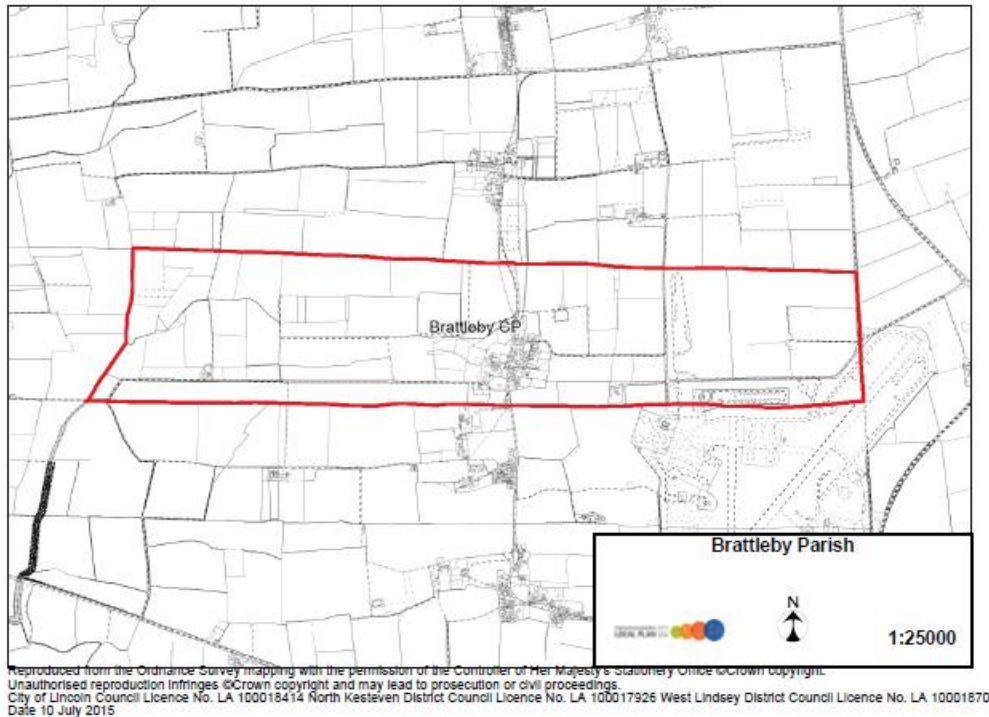 Brattleby CP
Brattleby Parish
LOCAL PLAN
N
1:25000
Reproduced from the Ordnance Survey mapping with the permission of the Controller of Her Majesty's Stationery Office ©Crown copyright.
Unauthorised reproduction infringes ©Crown copyright and may lead to prosecution or civil proceedings.
City of Lincoln Council Licence No. LA 100018414 North Kesteven District Council Licence No. LA 100017926 West Lindsey District Council Licence No. LA 10001870
Date 10 July 2015